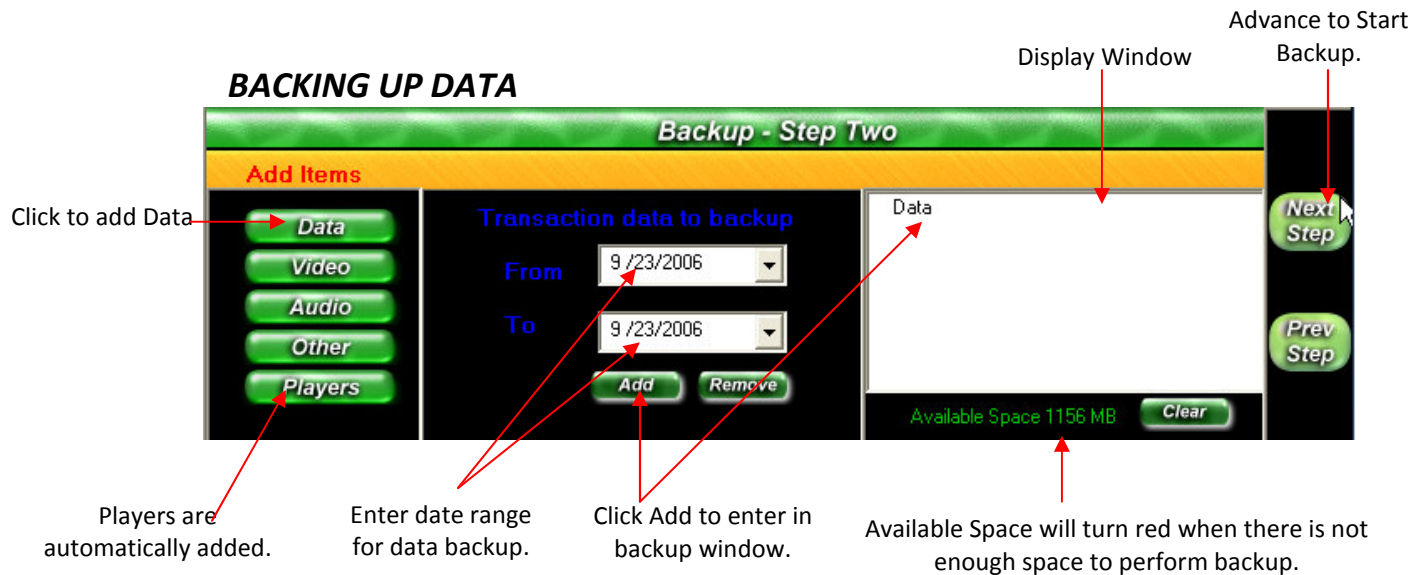 Advance to Start
Backup.
Display Window
BACKING UP DATA
Backup - Step Two
Add Items
Click to add Data
Data
Video
Audio
Other
Players
Transaction data to backup
From
9 /23/2006
To
9 /23/2006
Add
Remove
Data
Available Space 1156 MB
Clear
Next
Step
Prev
Step
Players are
automatically added.
Enter date range
for data backup.
Click Add to enter in
backup window.
Available Space will turn red when there is not
enough space to perform backup.